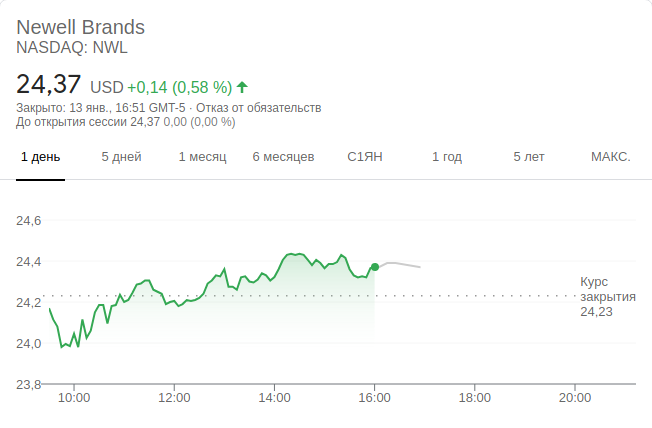 Newell Brands
NASDAQ: NWL
24,37 USD +0,14 (0,58 %)
Закрыто: 13 янв., 16:51 GMT-5 · Отказ от обязательств
До открытия сессии 24,37 0,00 (0,00 %)
1 день 5 дней 1 месяц 6 месяцев С1ЯН 1 год 5 лет МАКС.
24,6
24,4
24,2
24,0
23,8
Курс
закрытия
24,23
10:00 12:00 14:00 16:00 18:00 20:00